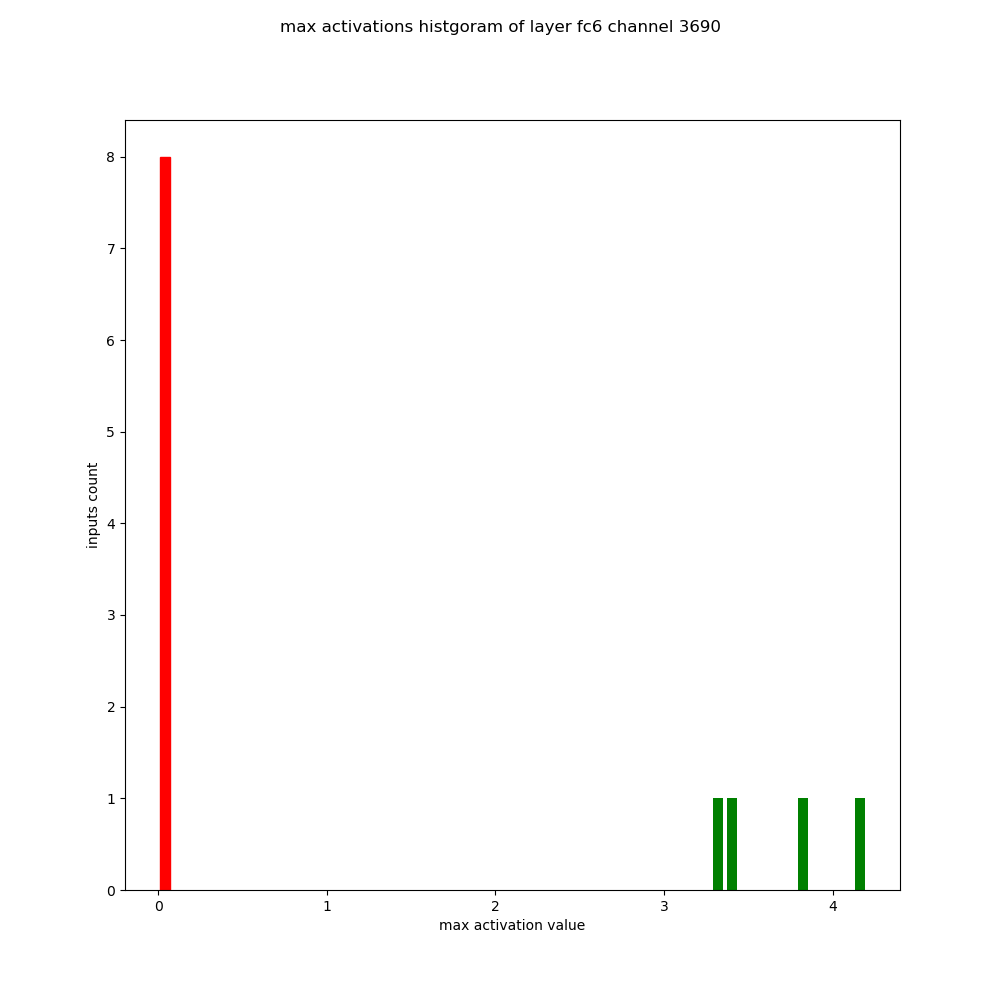 max activations histgoram of layer fc6 channel 3690
8
7
6
5
4
3
2
1
0
inputs count
0 1 2 3 4
max activation value